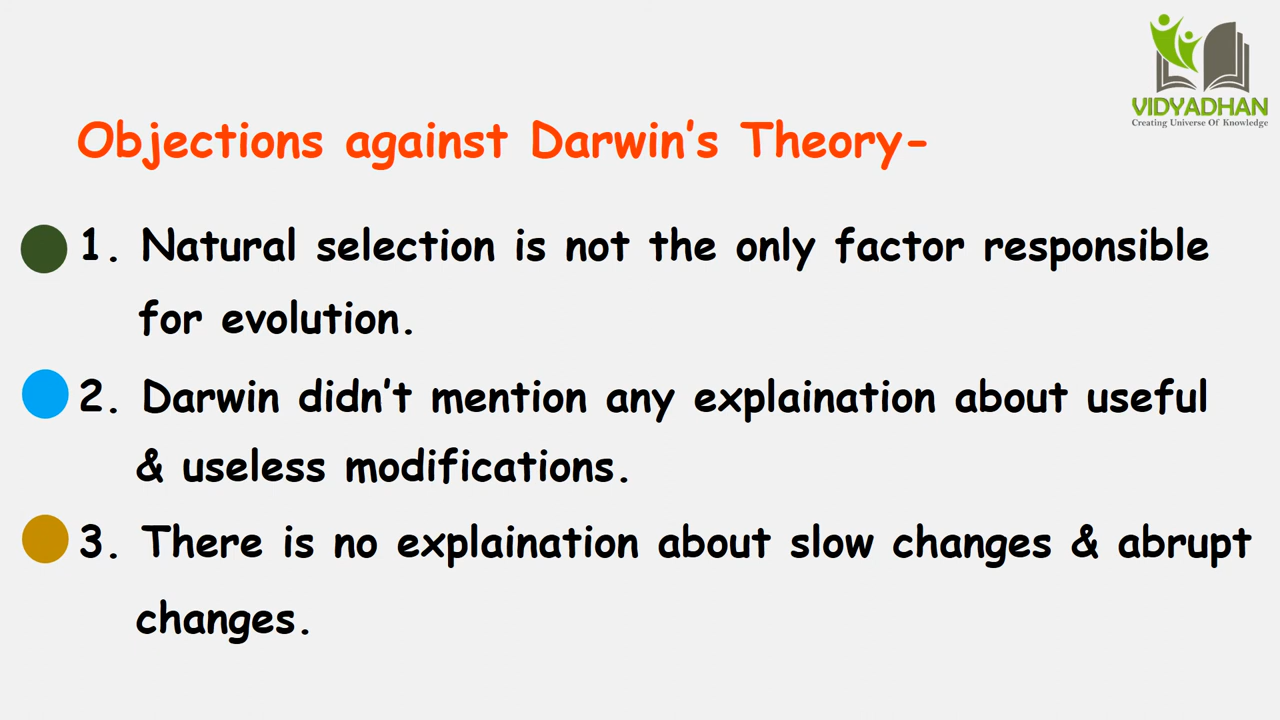 VIDYADHAN
Creating Universe Of Knowledge
Objections against Darwin's Theory-
1. Natural selection is not the only factor responsible
for evolution.
2. Darwin didn't mention any explaination about useful
& useless modifications.
3. There is no explaination about slow changes & abrupt
changes.